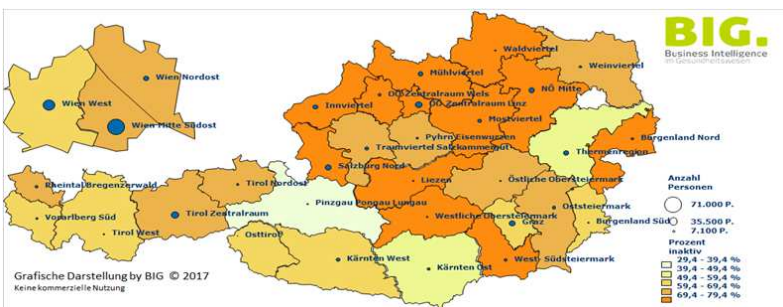 BIG.
Business Intelligence
im Gesundheitswesen
Waldviertel
Weinviertel
Mühlviertel
Wien Nordost
OÖ Zentralraum Wels
NÖ Mitte
Innviertel
OÖ Zentralraum Linz
Wien West
Mostviertel
Wien Mitte Südost
Pyhrn Eisenwurzen
Burgenland Nord
Traumviertel Salzkammergut
Thermenregion
Salzburg Nord
Liezen
Östliche Obersteiermark
Rheintal Bregenzerwald
Tirol Nordost
Pinzgau Pongau Lungau
Oststeiermark
Vorarlberg Süd
Tirol Zentralraum
Westliche Obersteiermark
Graz
Burgenland Süd
Tirol West
Osttirol
Kärnten West
West- Südsteiermark
Kärnten Ost
Anzahl
Personen
71.000 P.
35.500 P.
7.100 P.
Prozent
inaktiv
29,4 - 39,4 %
39,4 - 49,4 %
49,4 - 59,4 %
59,4 - 69,4 %
69,4 - 79,4 %
Grafische Darstellung by BIG © 2017
Keine kommerzielle Nutzung